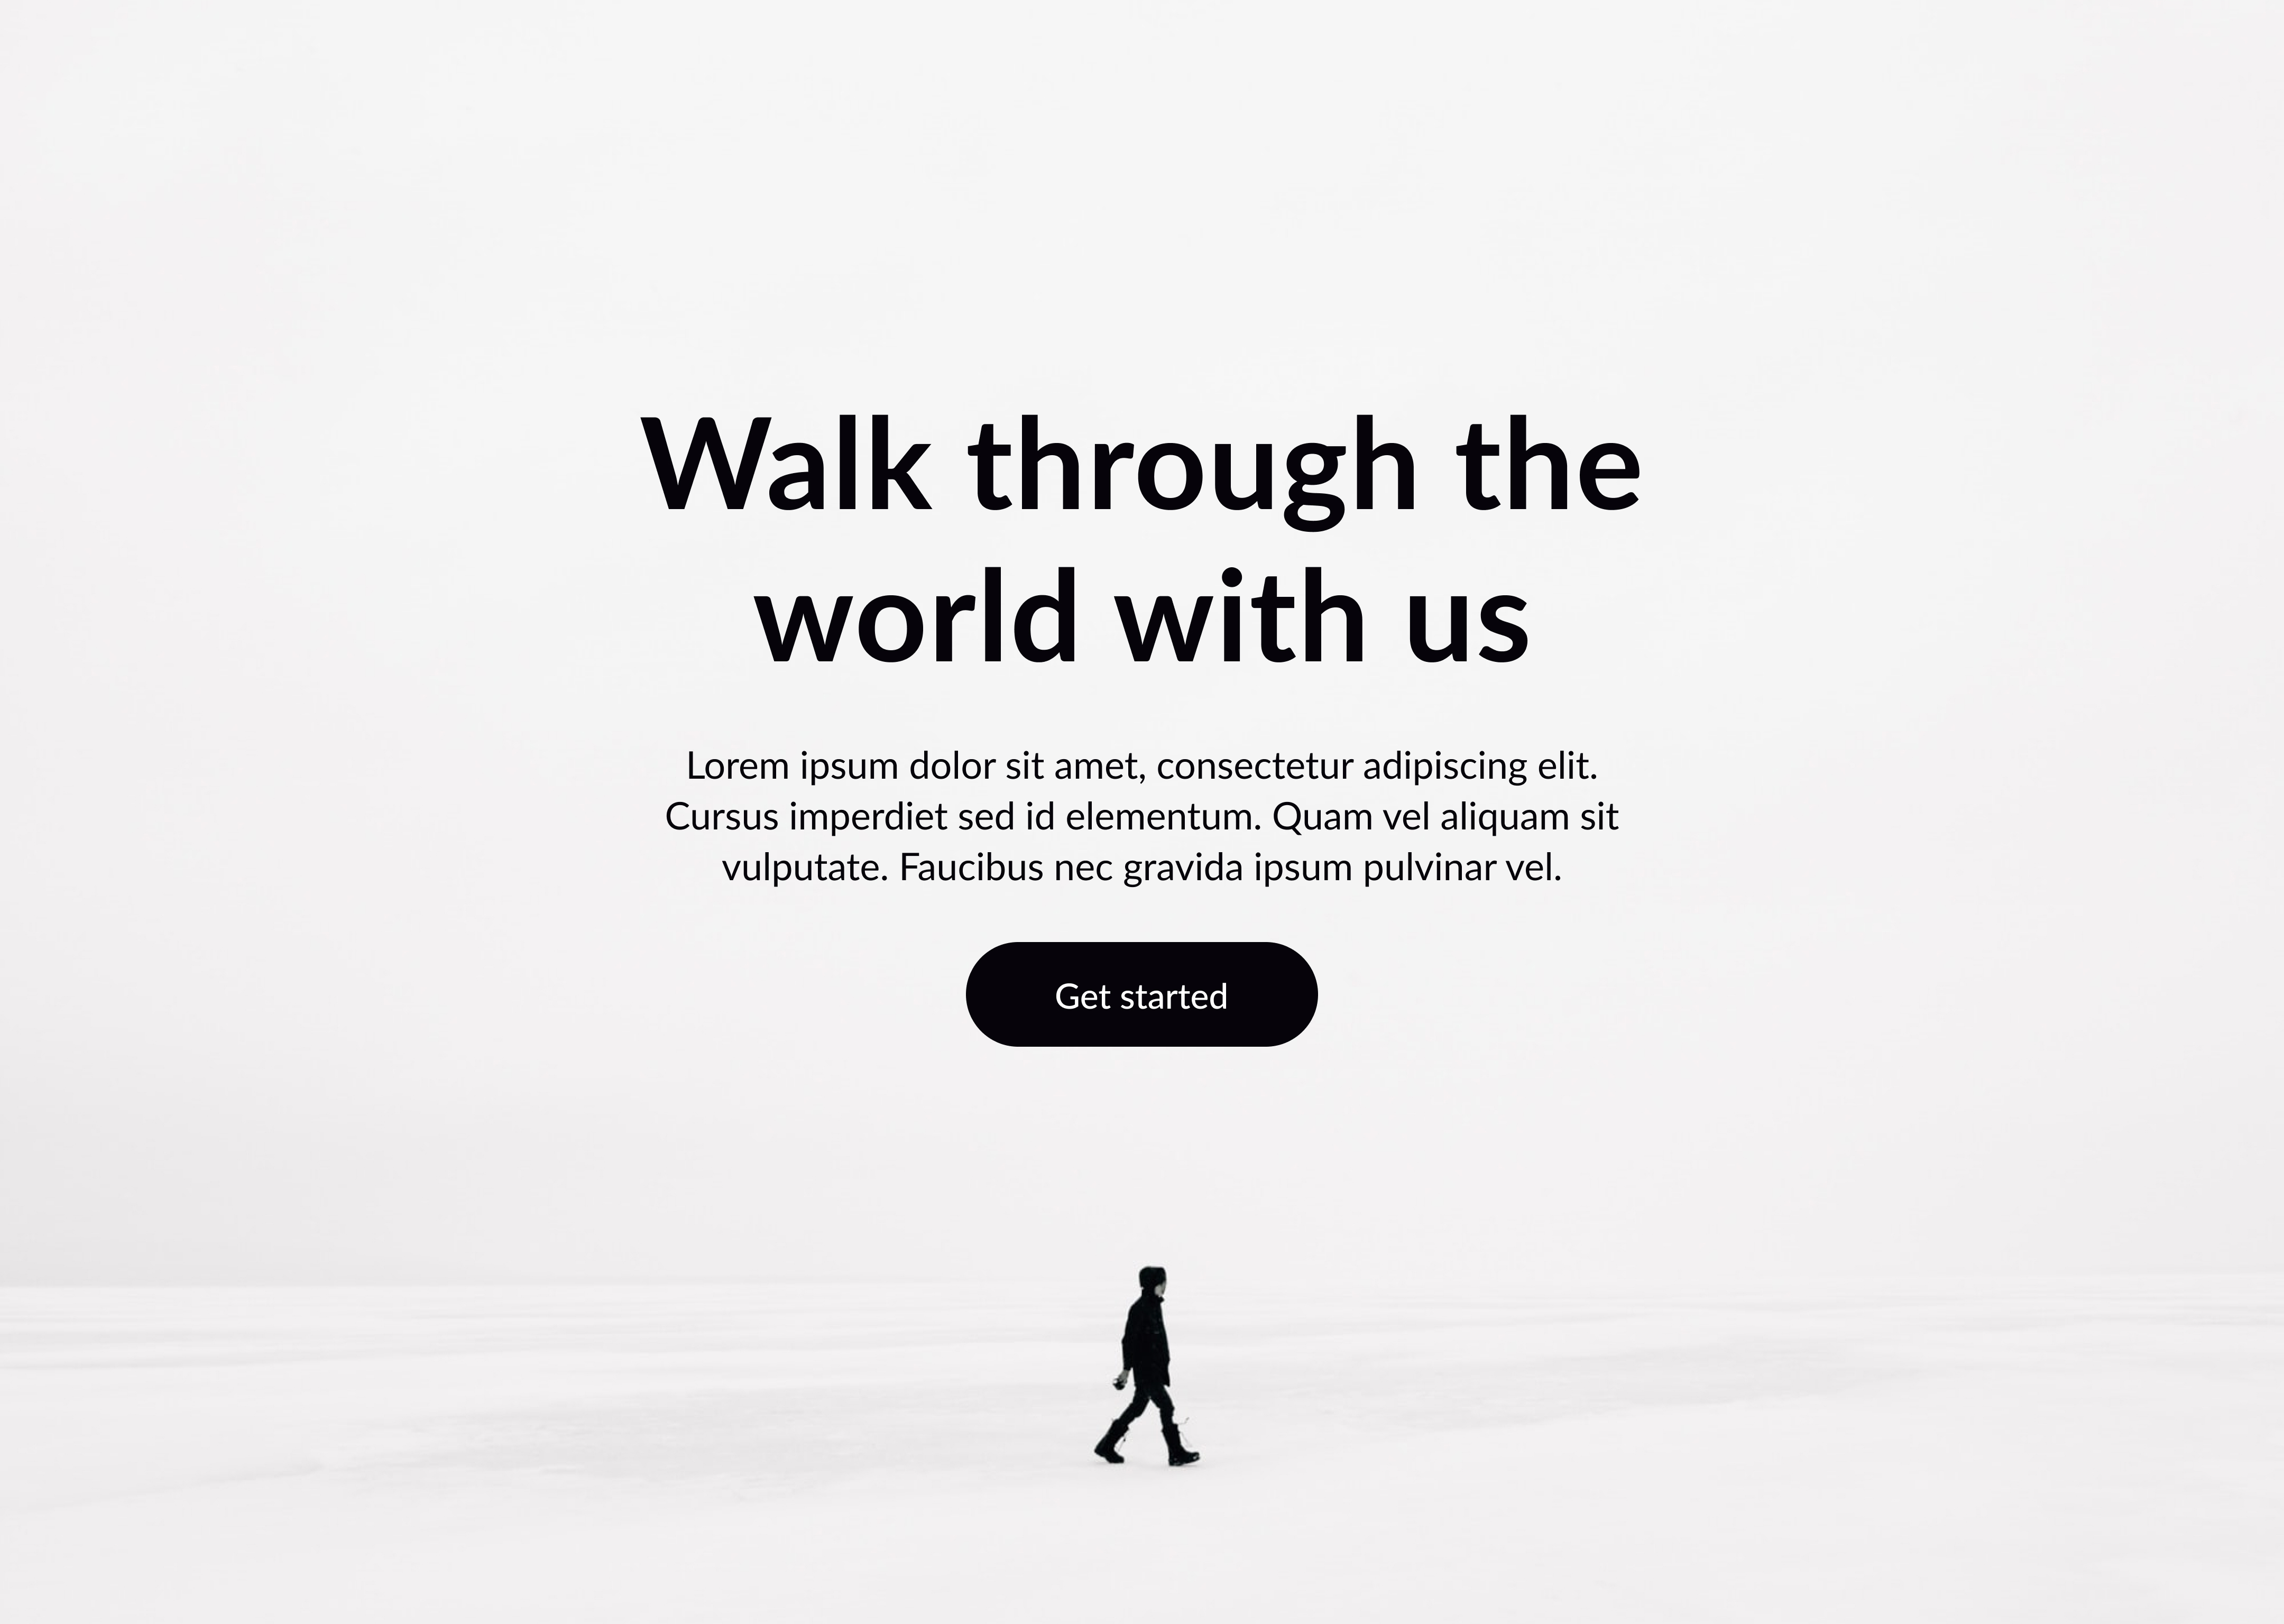 Walk through the
world with us
Lorem ipsum dolor sit amet, consectetur adipiscing elit.
Cursus imperdiet sed id elementum. Quam vel aliquam sit
vulputate. Faucibus nec gravida ipsum pulvinar vel.
Get started